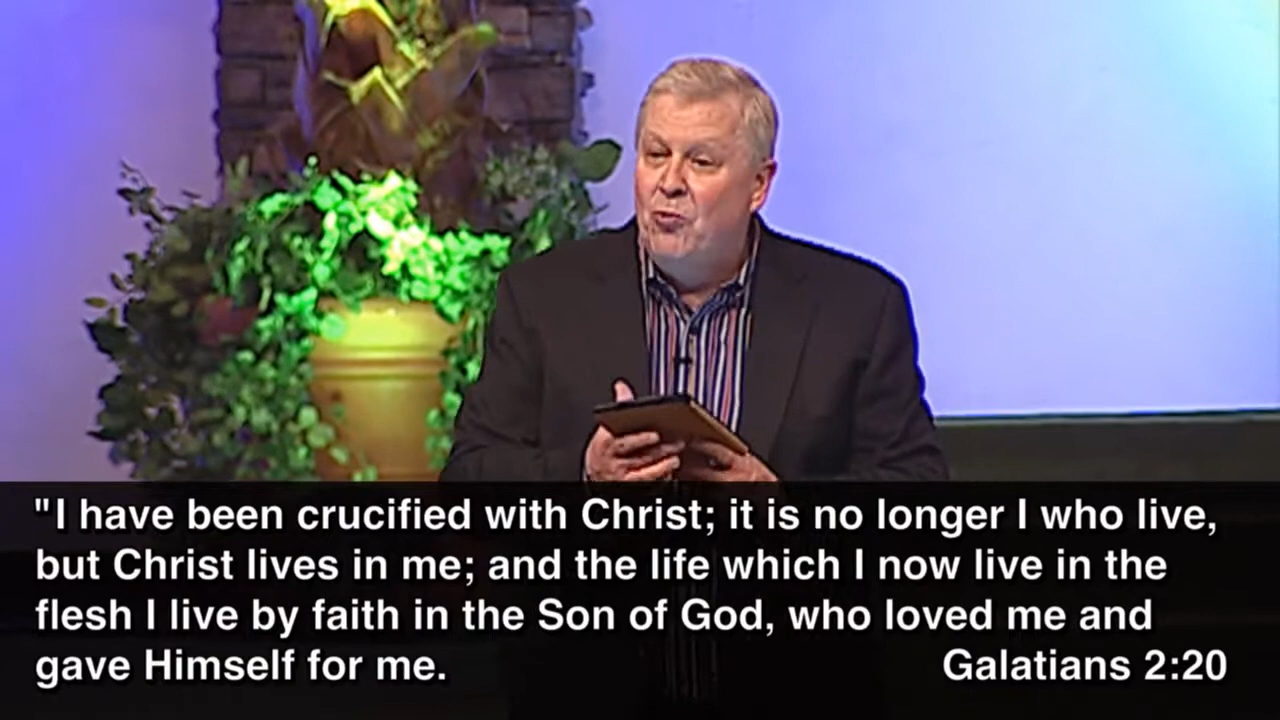 "I have been crucified with Christ; it is no longer I who live,
but Christ lives in me; and the life which I now live in the
flesh I live by faith in the Son of God, who loved me and
gave Himself for me. Galatians 2:20